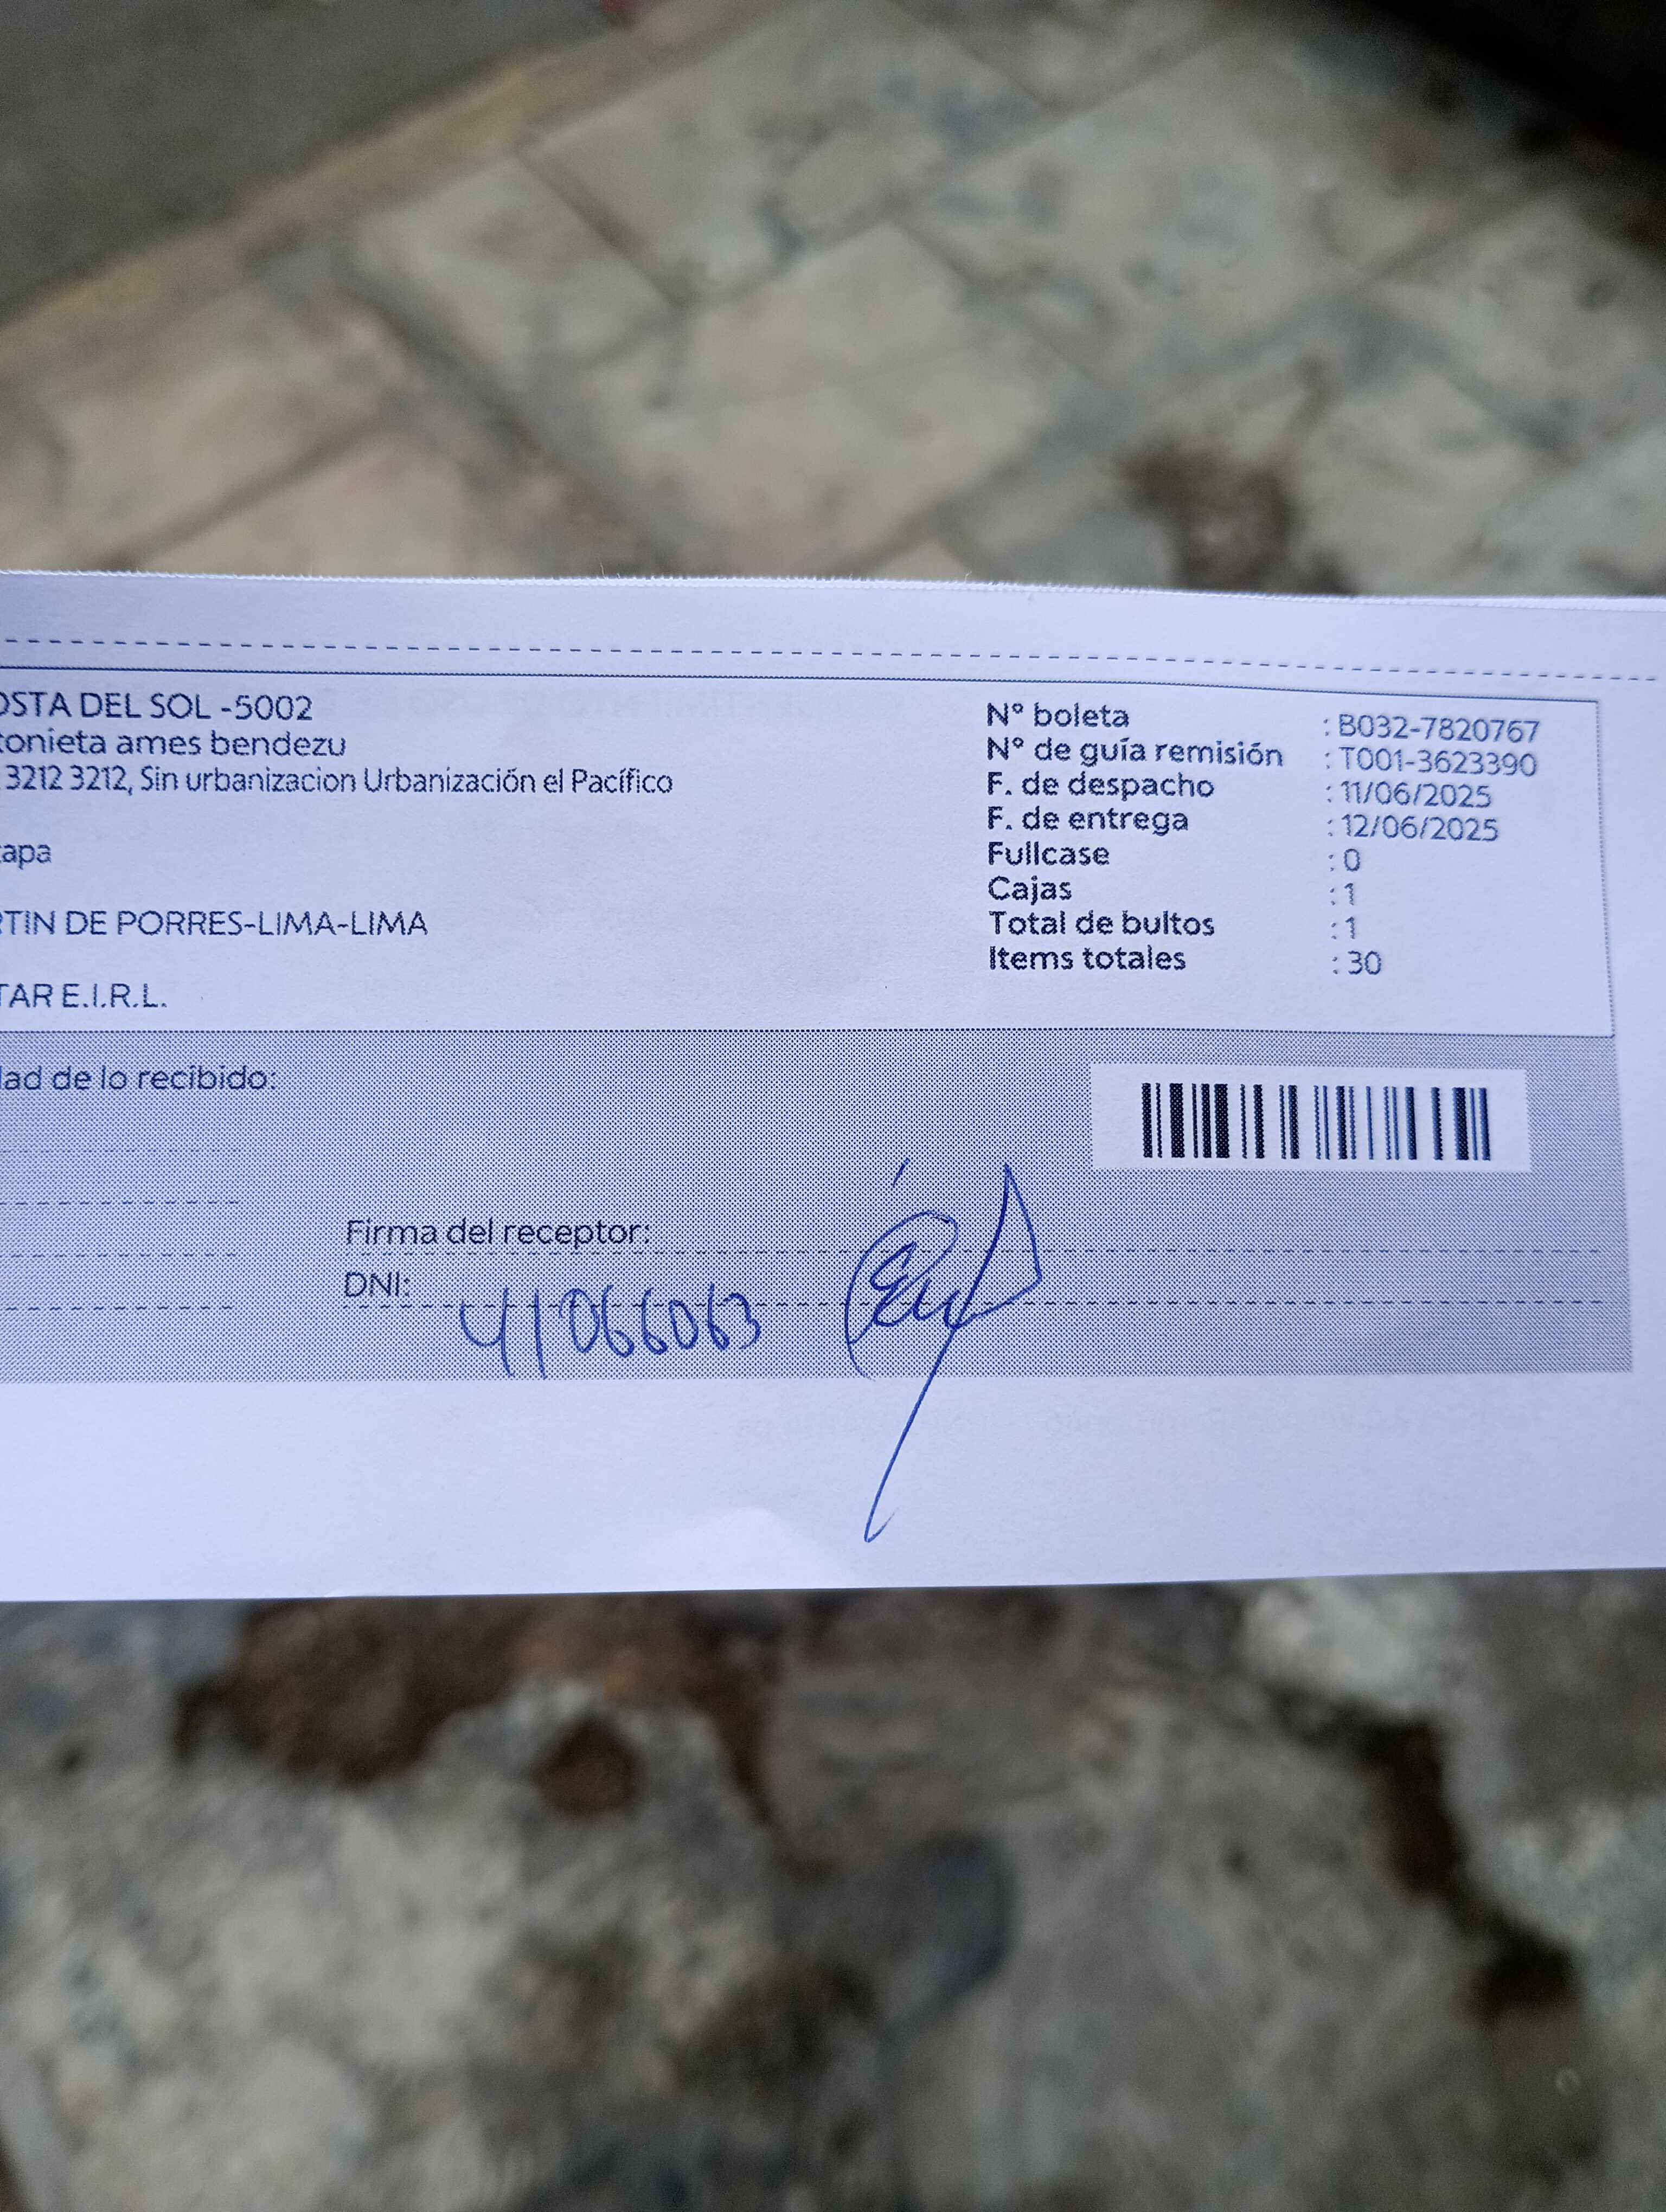 OSTA DEL SOL -5002
tonieta ames bendezu
3212 3212, Sin urbanizacion Urbanización el Pacífico
tapa
RTIN DE PORRES-LIMA-LIMA
TAR E.I.R.L.
Nº boleta : B032-7820767
Nº de guía remisión : T001-3623390
F. de despacho : 11/06/2025
F. de entrega : 12/06/2025
Fullcase : 0
Cajas : 1
Total de bultos : 1
Items totales : 30
dad de lo recibido:
Firma del receptor:
DNI: 41066063